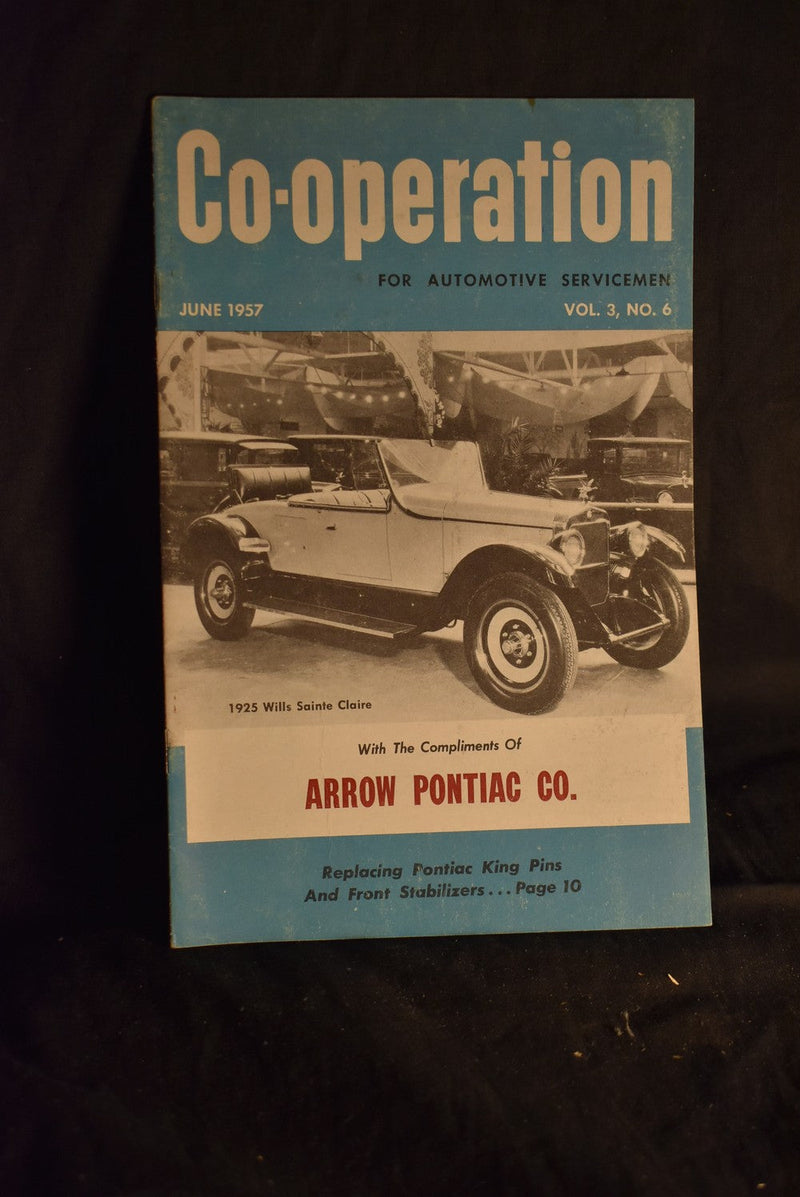 Co-operation
FOR AUTOMOTIVE SERVICEMEN
JUNE 1957 VOL. 3, NO. 6
1925 Wills Sainte Claire
With The Compliments Of
ARROW PONTIAC CO.
Replacing Pontiac King Pins
And Front Stabilizers... Page 10